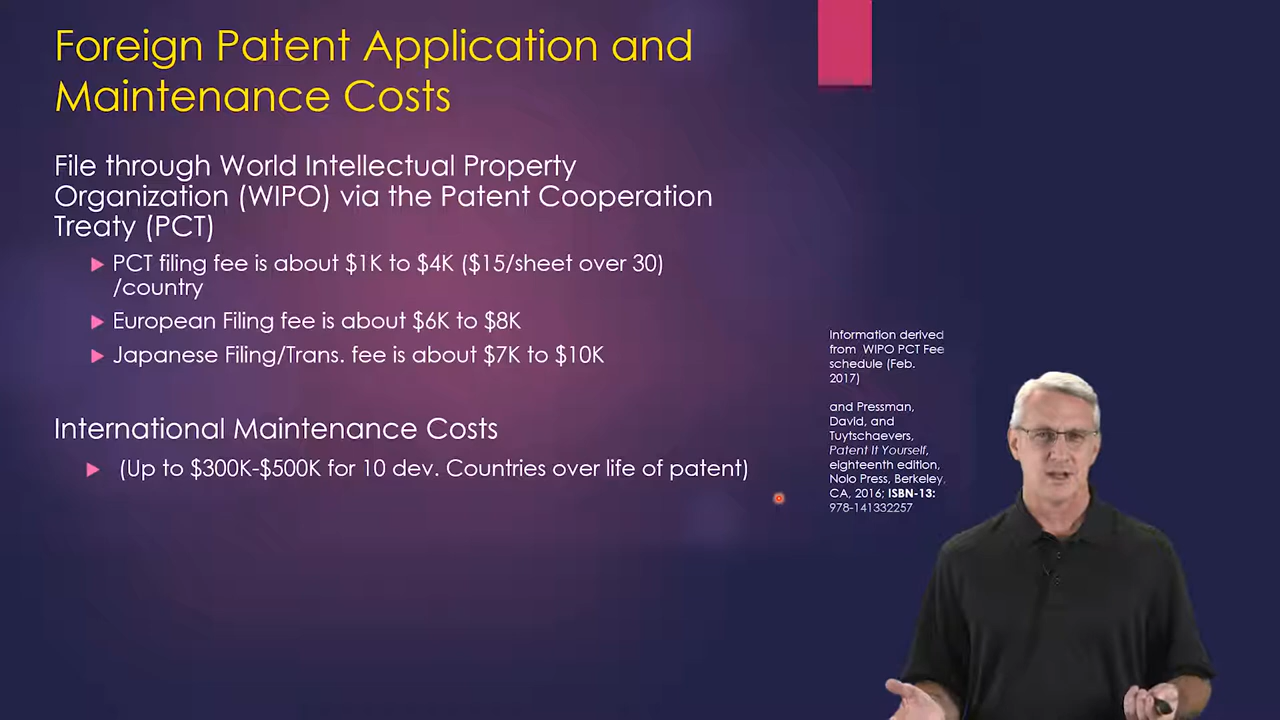 Foreign Patent Application and
Maintenance Costs
File through World Intellectual Property
Organization (WIPO) via the Patent Cooperation
Treaty (PCT)
PCT filing fee is about $1K to $4K ($15/sheet over 30)
/country
European Filing fee is about $6K to $8K
Japanese Filing/Trans. fee is about $7K to $10K
International Maintenance Costs
(Up to $300K-$500K for 10 dev. Countries over life of patent)
Information derived
from WIPO PCT Fee
schedule (Feb.
2017)
and Pressman,
David, and
Tuytschaevers,
Patent It Yourself,
eighteenth edition,
Nolo Press, Berkeley,
CA, 2016; ISBN-13:
978-141332257